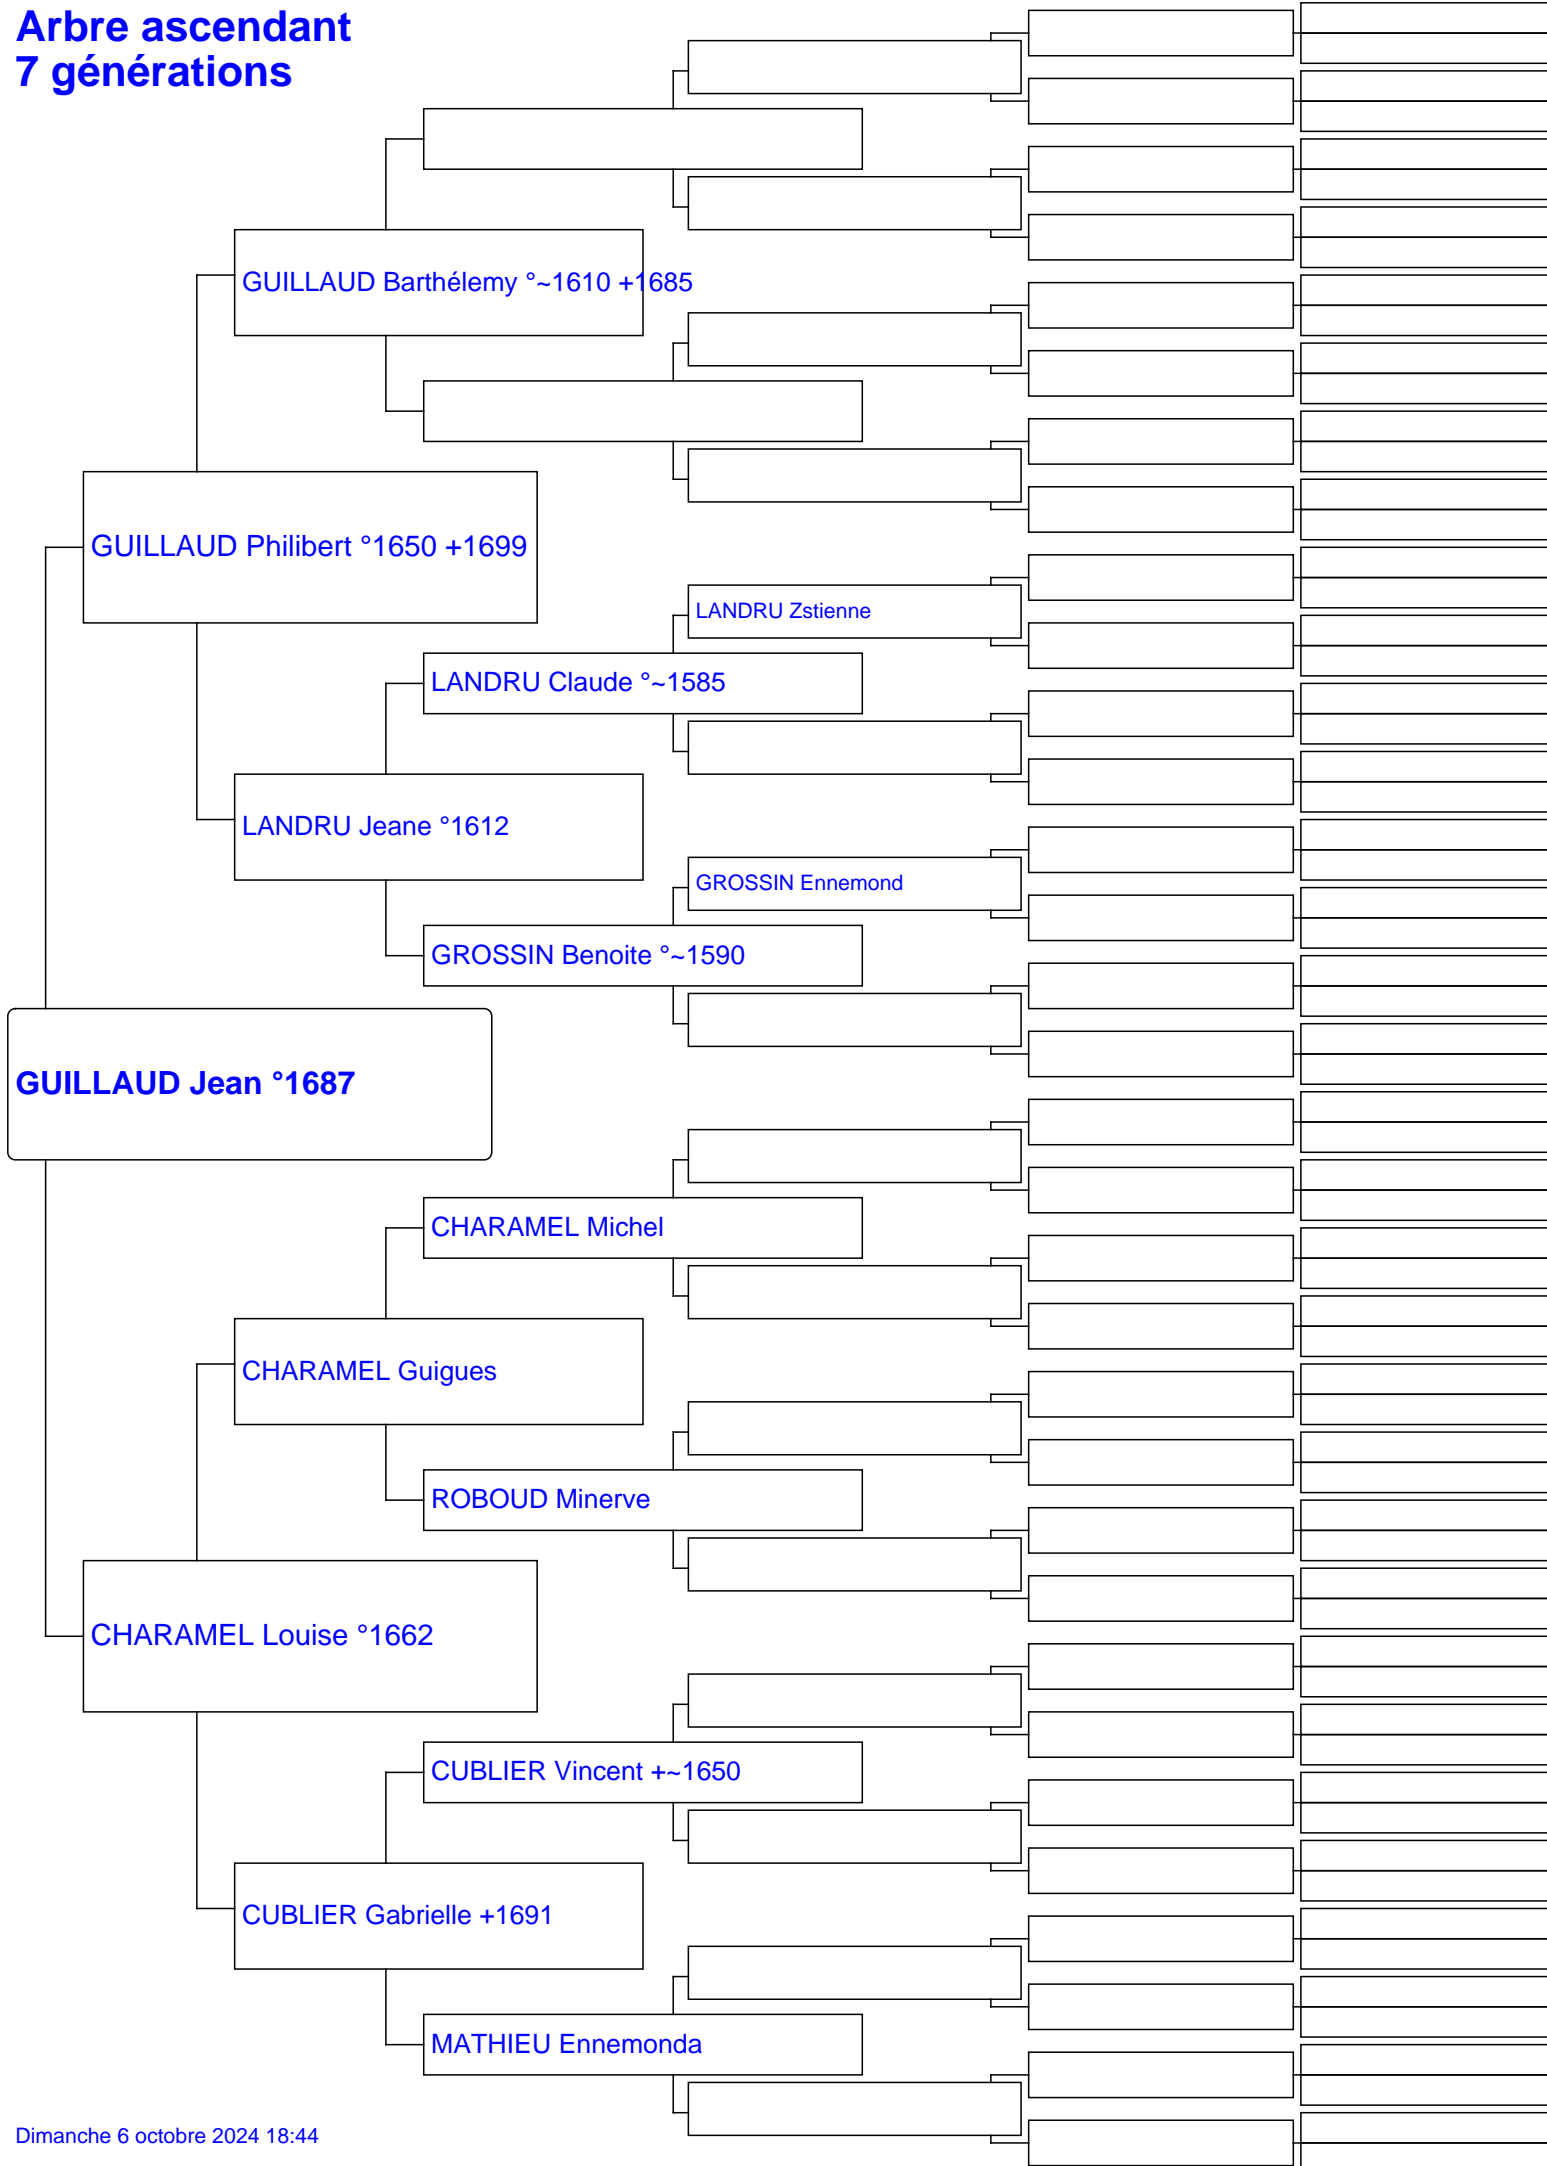 Arbre ascendant
7 générations
GUILLAUD Barthélemy °~1610 +1685
GUILLAUD Philibert °1650 +1699
LANDRU Zstienne
LANDRU Claude °~1585
LANDRU Jeane °1612
GROSSIN Ennemond
GROSSIN Benoite °~1590
GUILLAUD Jean °1687
CHARAMEL Michel
CHARAMEL Guigues
ROBOUD Minerve
CHARAMEL Louise °1662
CUBLIER Vincent +~1650
CUBLIER Gabrielle +1691
MATHIEU Ennemonda
Dimanche 6 octobre 2024 18:44